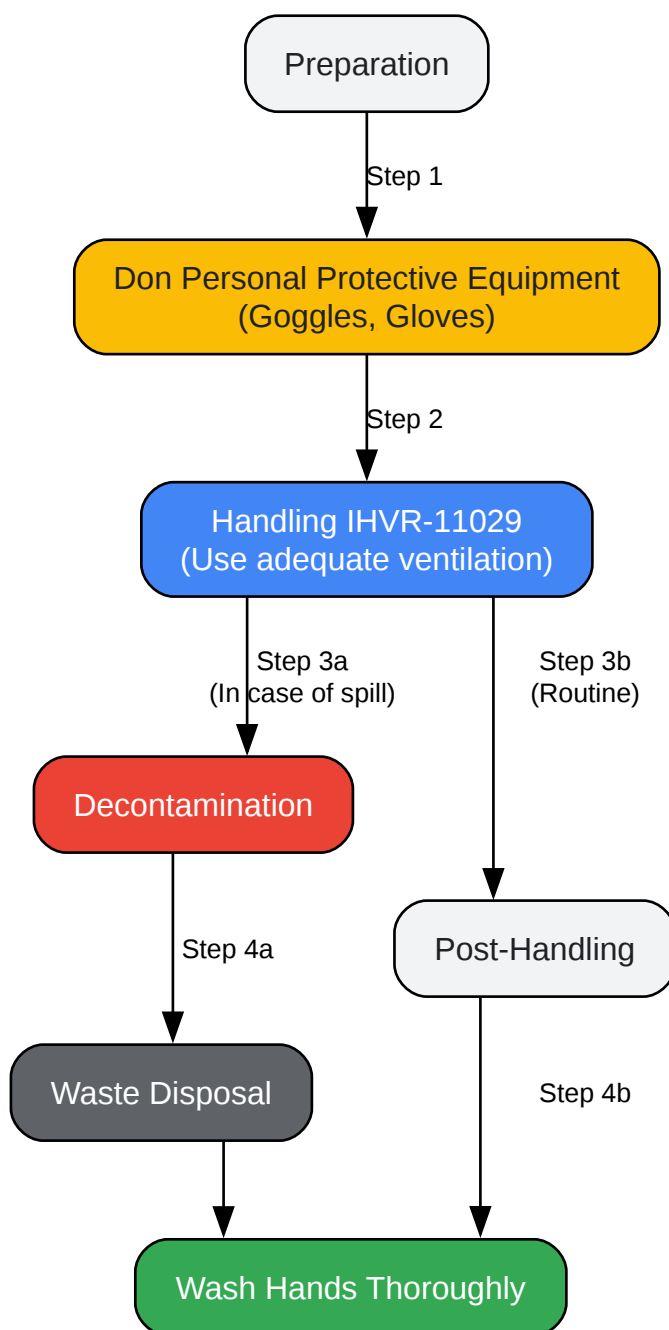 Preparation
Step 1
Don Personal Protective Equipment
(Goggles, Gloves)
Step 2
Handling IHVR-11029
(Use adequate ventilation)
Step 3a
(In case of spill)
Step 3b
(Routine)
Decontamination
Step 4a
Post-Handling
Waste Disposal
Step 4b
Wash Hands Thoroughly